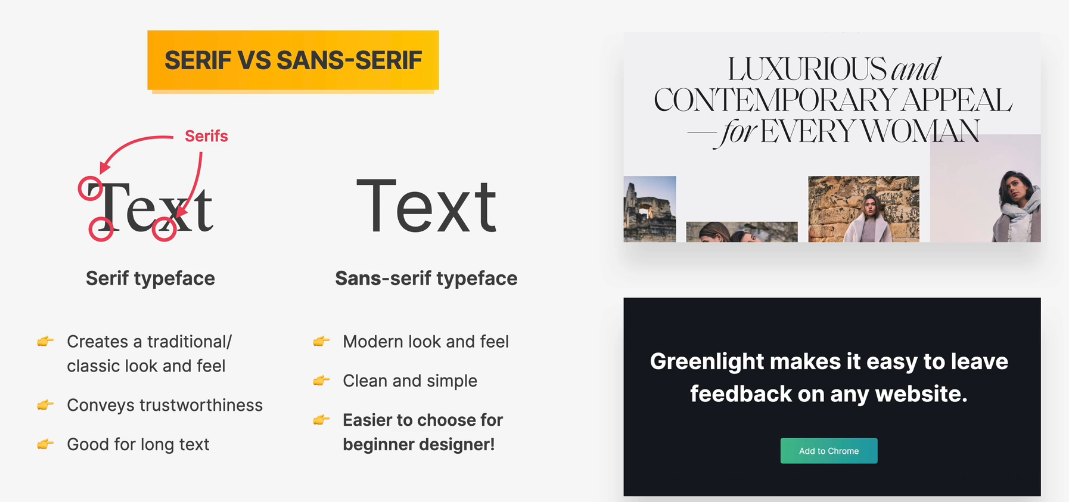 SERIF VS SANS-SERIF
Serifs
Text
Serif typeface
👉 Creates a traditional/
classic look and feel
👉 Conveys trustworthiness
👉 Good for long text
Text
Sans-serif typeface
👉 Modern look and feel
👉 Clean and simple
👉 Easier to choose for
beginner designer!
LUXURIOUS and
CONTEMPORARY APPEAL
— for EVERY WOMAN
Greenlight makes it easy to leave
feedback on any website.
Add to Chrome